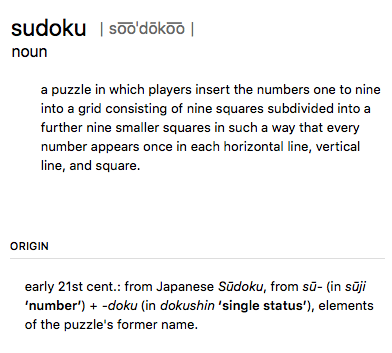 sudoku | so͞oˈdōko͞o |
noun
a puzzle in which players insert the numbers one to nine
into a grid consisting of nine squares subdivided into a
further nine smaller squares in such a way that every
number appears once in each horizontal line, vertical
line, and square.
ORIGIN
early 21st cent.: from Japanese Sūdoku, from sū- (in sūji
‘number’) + -doku (in dokushin ‘single status’), elements
of the puzzle's former name.